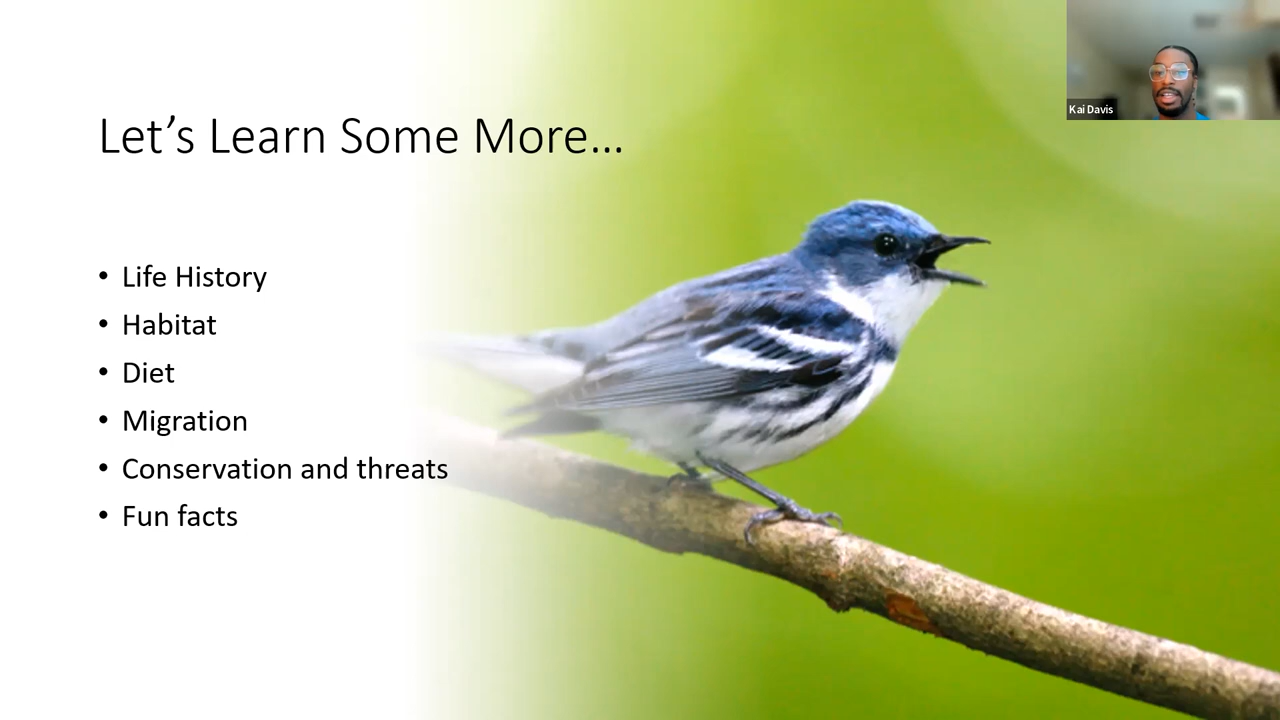 Let’s Learn Some More…
• Life History
• Habitat
• Diet
• Migration
• Conservation and threats
• Fun facts
Kai Davis